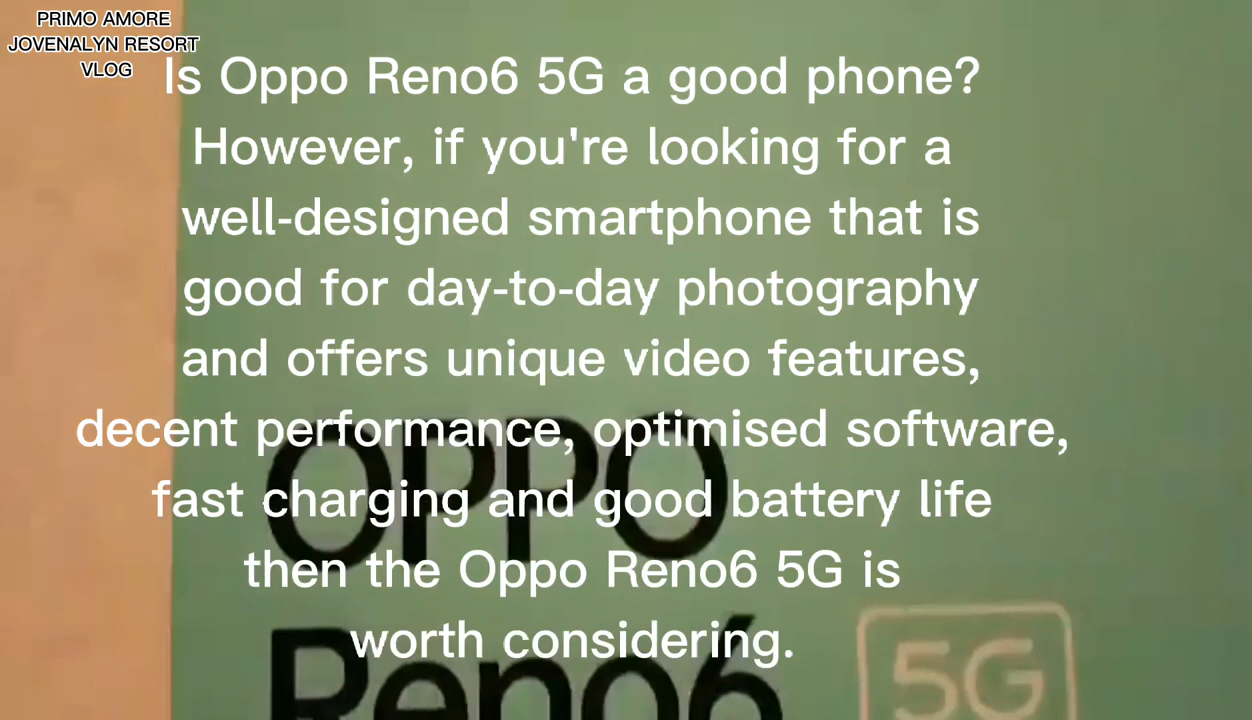 PRIMO AMORE
JOVENALYN RESORT
VLOG
Is Oppo Reno6 5G a good phone?
However, if you're looking for a
well-designed smartphone that is
good for day-to-day photography
and offers unique video features,
decent performance, optimised software,
fast charging and good battery life
then the Oppo Reno6 5G is
worth considering.
OPPO
Reno6 5G